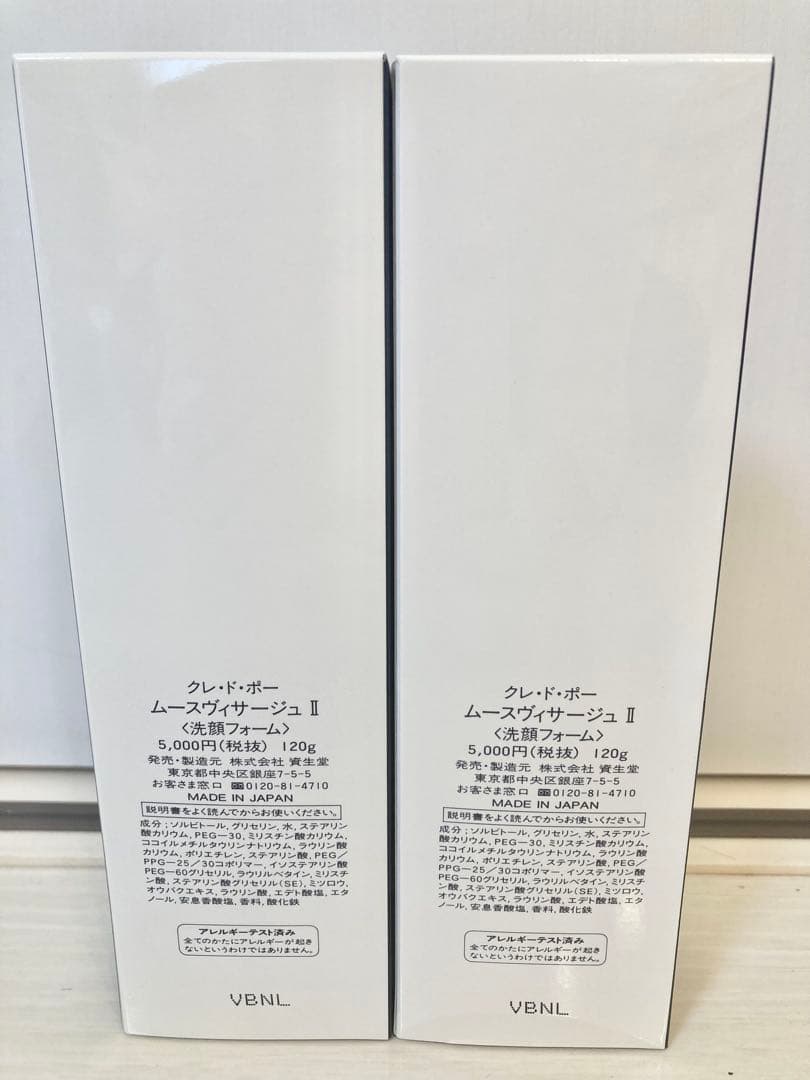 クレ・ド・ポー
ムースヴィサージュ Ⅱ
〈洗顔フォーム〉
5,000円(税抜) 120g
発売・製造元 株式会社 資生堂
東京都中央区銀座7-5-5
お客さま窓口 0120-81-4710
MADE IN JAPAN
説明書をよく読んでからお使いください。
成分;ソルビトール,グリセリン,水,ステアリン
酸カリウム,PEG-30,ミリスチン酸カリウム,
ココイルメチルタウリンナトリウム,ラウリン酸
カリウム,ポリエチレン,ステアリン酸,PEG/
PPG-25/30コポリマー,イソステアリン酸
PEG-60グリセリル,ラウリルベタイン,ミリスチ
ン酸,ステアリン酸グリセリル(SE),ミツロウ,
オウバクエキス,ラウリン酸,エデト酸塩,エタ
ノール,安息香酸塩,香料,酸化鉄
アレルギーテスト済み
全てのかたにアレルギーが起き
ないというわけではありません。
VBNL
クレ・ド・ポー
ムースヴィサージュ Ⅱ
〈洗顔フォーム〉
5,000円(税抜) 120g
発売・製造元 株式会社 資生堂
東京都中央区銀座7-5-5
お客さま窓口 0120-81-4710
MADE IN JAPAN
説明書をよく読んでからお使いください。
成分;ソルビトール,グリセリン,水,ステアリン
酸カリウム,PEG-30,ミリスチン酸カリウム,
ココイルメチルタウリンナトリウム,ラウリン酸
カリウム,ポリエチレン,ステアリン酸,PEG/
PPG-25/30コポリマー,イソステアリン酸
PEG-60グリセリル,ラウリルベタイン,ミリスチ
ン酸,ステアリン酸グリセリル(SE),ミツロウ,
オウバクエキス,ラウリン酸,エデト酸塩,エタ
ノール,安息香酸塩,香料,酸化鉄
アレルギーテスト済み
全てのかたにアレルギーが起き
ないというわけではありません。
VBNL